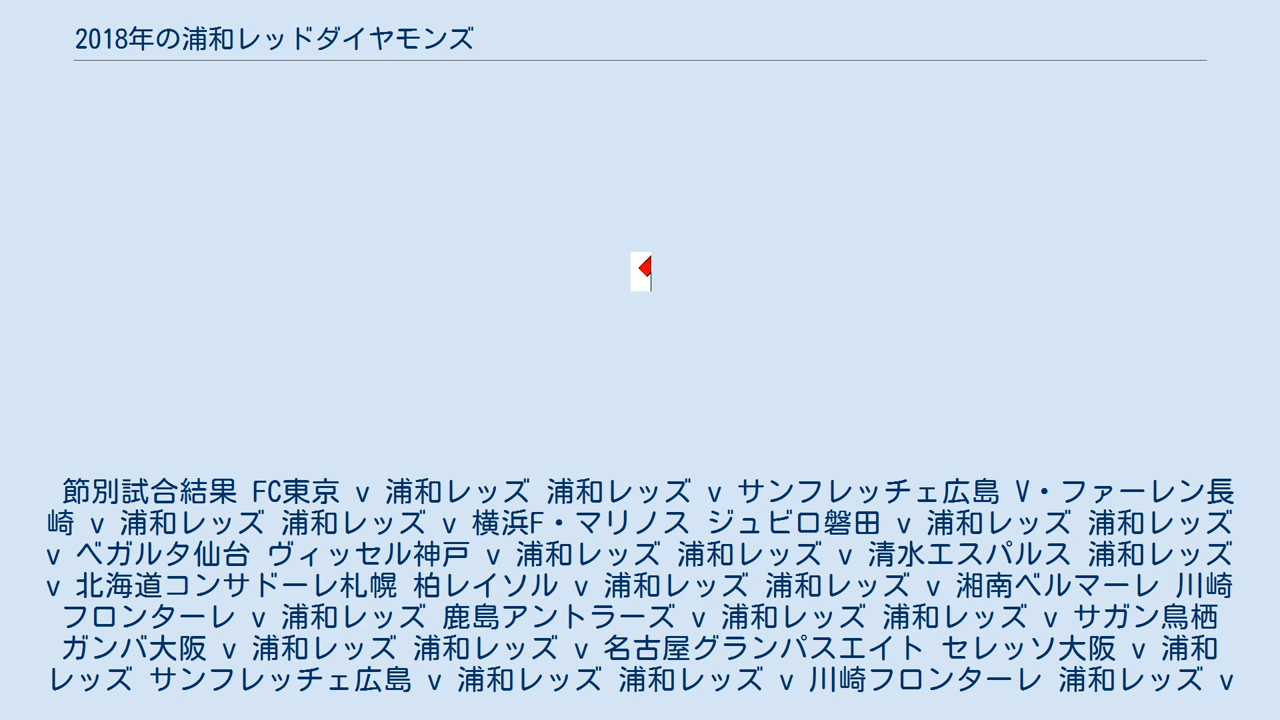 2018年の浦和レッドダイヤモンズ
節別試合結果 FC東京 v 浦和レッズ 浦和レッズ v サンフレッチェ広島 V・ファーレン長
崎 v 浦和レッズ 浦和レッズ v 横浜F・マリノス ジュビロ磐田 v 浦和レッズ 浦和レッズ
v ベガルタ仙台 ヴィッセル神戸 v 浦和レッズ 浦和レッズ v 清水エスパルス 浦和レッズ
v 北海道コンサドーレ札幌 柏レイソル v 浦和レッズ 浦和レッズ v 湘南ベルマーレ 川崎
フロンターレ v 浦和レッズ 鹿島アントラーズ v 浦和レッズ 浦和レッズ v サガン鳥栖
ガンバ大阪 v 浦和レッズ 浦和レッズ v 名古屋グランパスエイト セレッソ大阪 v 浦和
レッズ サンフレッチェ広島 v 浦和レッズ 浦和レッズ v 川崎フロンターレ 浦和レッズ v